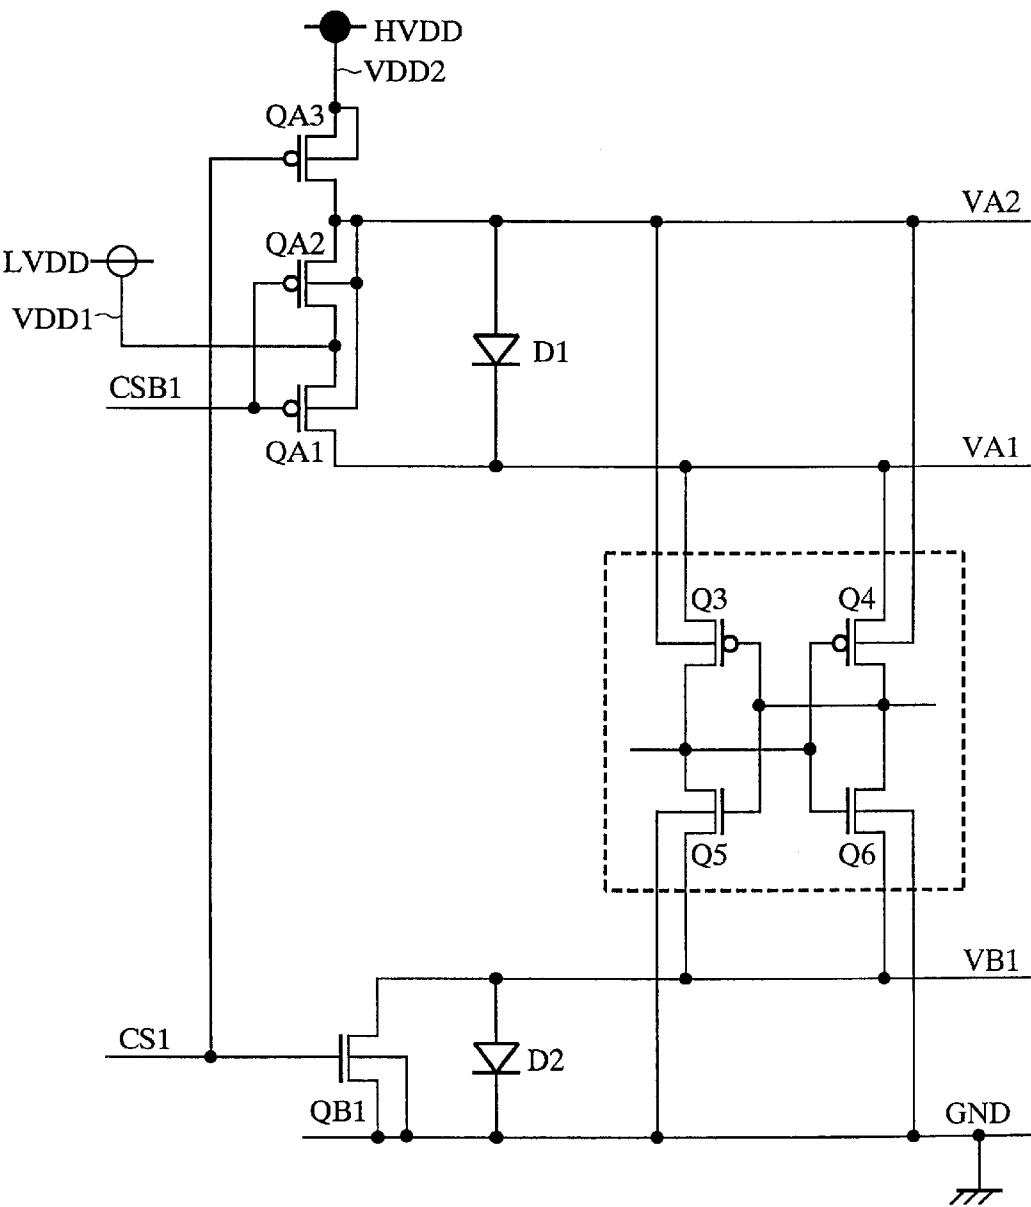 HVDD
VDD2
QA3
VA2
QA2
LVDD
VDD1
D1
CSB1
QA1
VA1
Q3
Q4
Q5
Q6
VB1
CS1
D2
QB1
GND